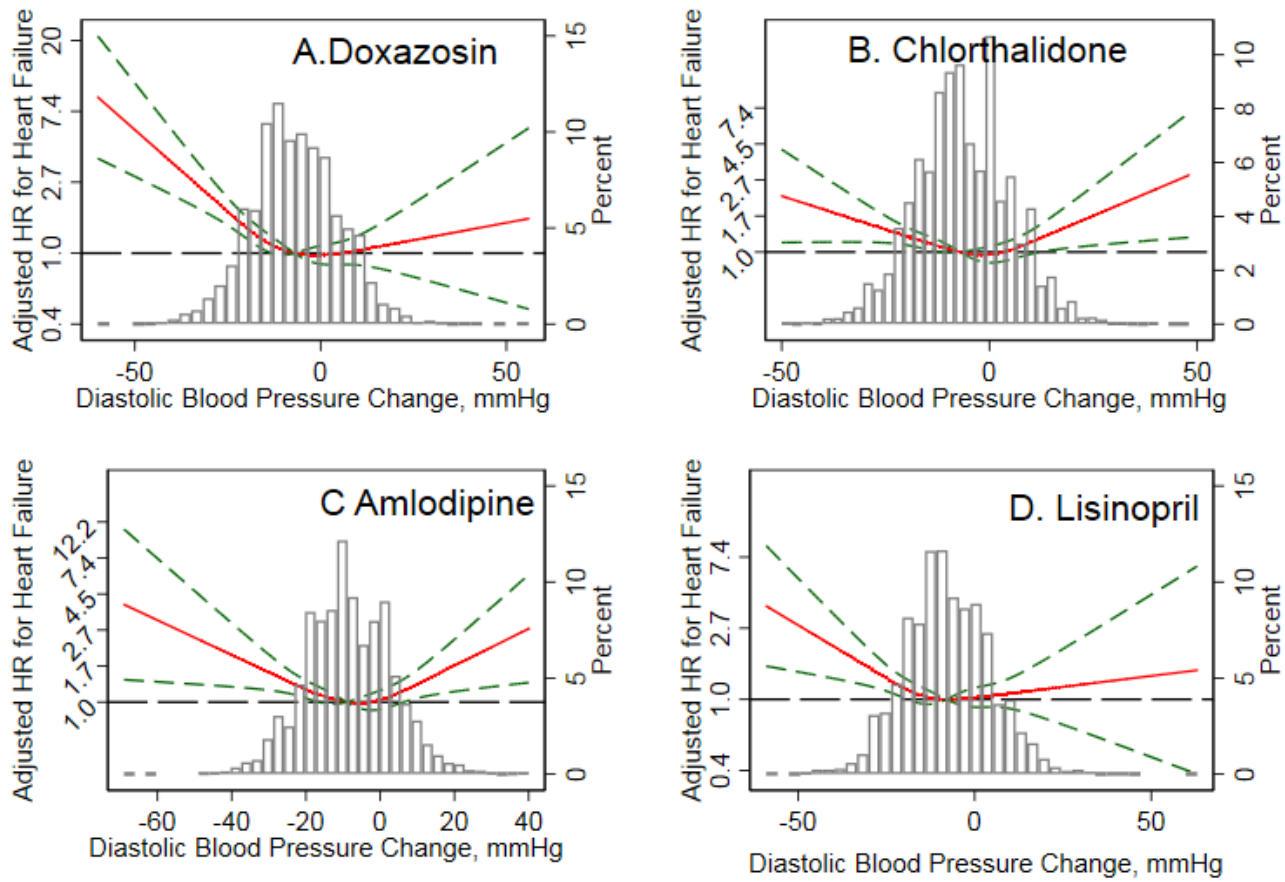 A.Doxazosin
Adjusted HR for Heart Failure
20
7.4
2.7
1.0
0.4
15
10
5
0
Percent
-50 0 50
Diastolic Blood Pressure Change, mmHg
B. Chlorthalidone
Adjusted HR for Heart Failure
7.4
4.5
2.7
1.7
1.0
10
8
6
4
2
0
Percent
-50 0 50
Diastolic Blood Pressure Change, mmHg
C Amlodipine
Adjusted HR for Heart Failure
12.2
7.4
4.5
2.7
1.7
1.0
15
10
5
0
Percent
-60 -40 -20 0 20 40
Diastolic Blood Pressure Change, mmHg
D. Lisinopril
Adjusted HR for Heart Failure
7.4
2.7
1.0
0.4
15
10
5
0
Percent
-50 0 50
Diastolic Blood Pressure Change, mmHg